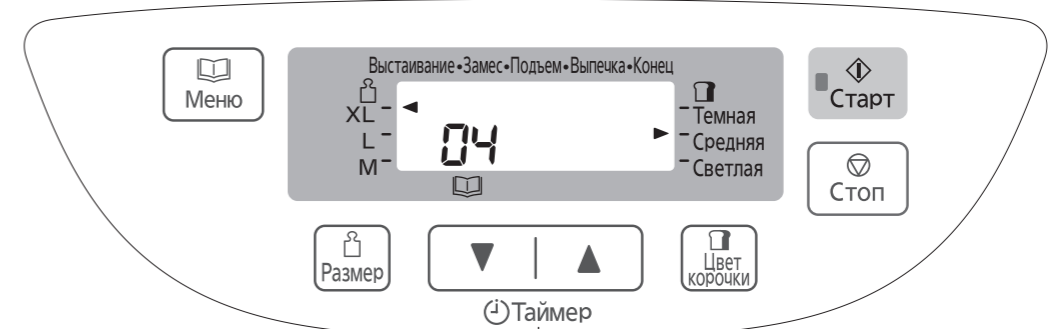 Выстаивание•Замес•Подъем•Выпечка•Конец
Меню
XL
L
M
04
Темная
Средняя
Светлая
Старт
Стоп
Размер
Цвет
корочки
Таймер